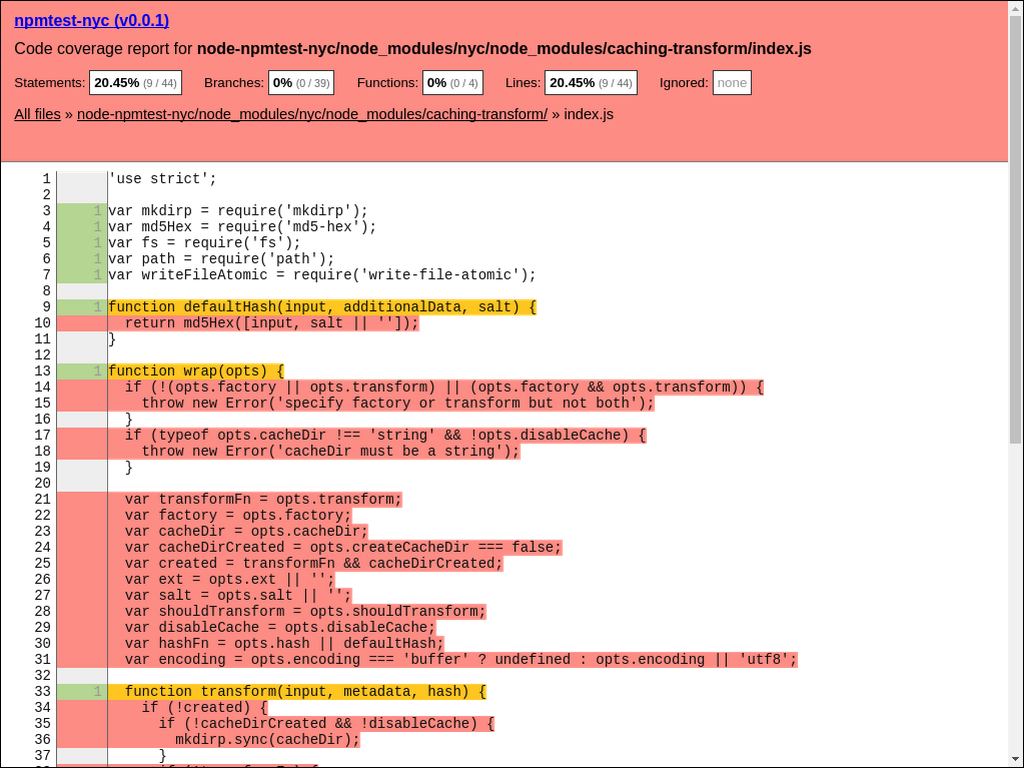 npmtest-nyc (v0.0.1)
Code coverage report for node-npmtest-nyc/node_modules/nyc/node_modules/caching-transform/index.js
Statements: 20.45% (9 / 44) Branches: 0% (0 / 39) Functions: 0% (0 / 4) Lines: 20.45% (9 / 44) Ignored: none
All files » node-npmtest-nyc/node_modules/nyc/node_modules/caching-transform/ » index.js
1 'use strict';
2
3 1 var mkdirp = require('mkdirp');
4 1 var md5Hex = require('md5-hex');
5 1 var fs = require('fs');
6 1 var path = require('path');
7 1 var writeFileAtomic = require('write-file-atomic');
8
9 1 function defaultHash(input, additionalData, salt) {
10 return md5Hex([input, salt || '']);
11 }
12
13 1 function wrap(opts) {
14 if (!(opts.factory || opts.transform) || (opts.factory && opts.transform)) {
15 throw new Error('specify factory or transform but not both');
16 }
17 if (typeof opts.cacheDir !== 'string' && !opts.disableCache) {
18 throw new Error('cacheDir must be a string');
19 }
20
21 var transformFn = opts.transform;
22 var factory = opts.factory;
23 var cacheDir = opts.cacheDir;
24 var cacheDirCreated = opts.createCacheDir === false;
25 var created = transformFn && cacheDirCreated;
26 var ext = opts.ext || '';
27 var salt = opts.salt || '';
28 var shouldTransform = opts.shouldTransform;
29 var disableCache = opts.disableCache;
30 var hashFn = opts.hash || defaultHash;
31 var encoding = opts.encoding === 'buffer' ? undefined : opts.encoding || 'utf8';
32
33 1 function transform(input, metadata, hash) {
34 if (!created) {
35 if (!cacheDirCreated && !disableCache) {
36 mkdirp.sync(cacheDir);
37 }